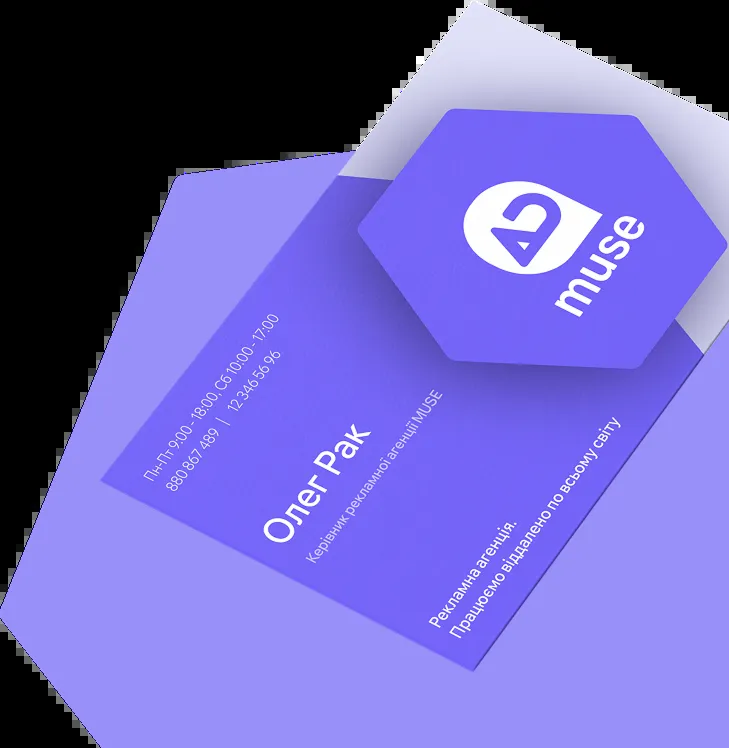 AD
muse
Рекламна агенція.
Працюємо віддалено по всьому світу
Олег Рак
Керівник рекламної агенції MUSE
Пн-Пт 9:00 - 18:00, Сб 10:00 - 17:00
880 867 489 | 12 346 56 96